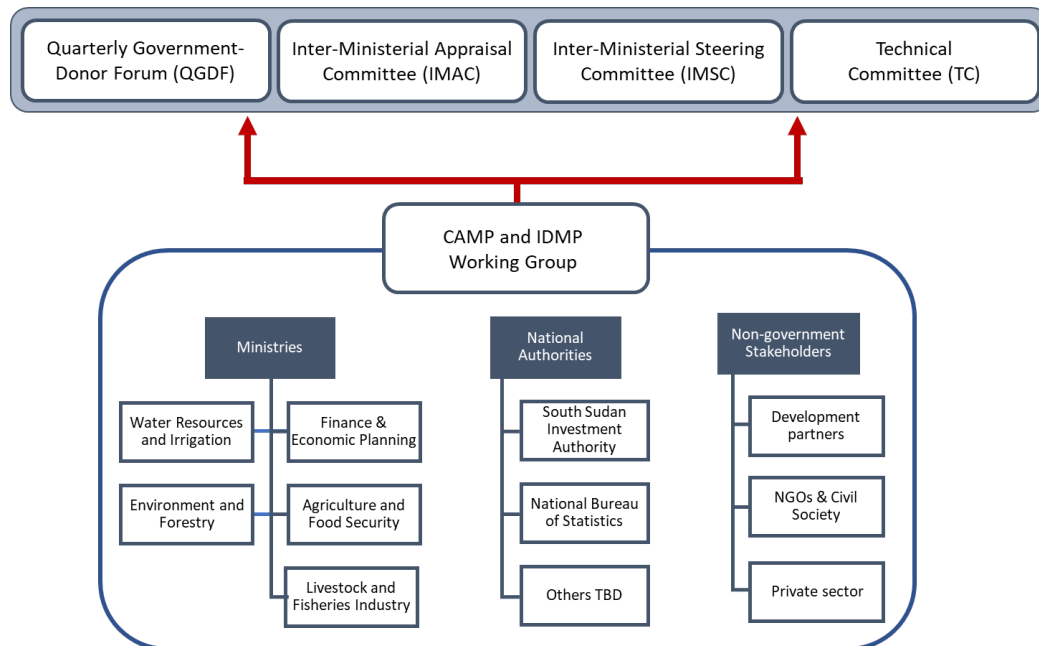 Quarterly Government-
Donor Forum (QGDF)
Inter-Ministerial Appraisal
Committee (IMAC)
Inter-Ministerial Steering
Committee (IMSC)
Technical
Committee (TC)
CAMP and IDMP
Working Group
Ministries
Water Resources
and Irrigation
Finance &
Economic Planning
Environment and
Forestry
Agriculture and
Food Security
Livestock and
Fisheries Industry
National
Authorities
South Sudan
Investment
Authority
National Bureau
of Statistics
Others TBD
Non-government
Stakeholders
Development
partners
NGOs & Civil
Society
Private sector